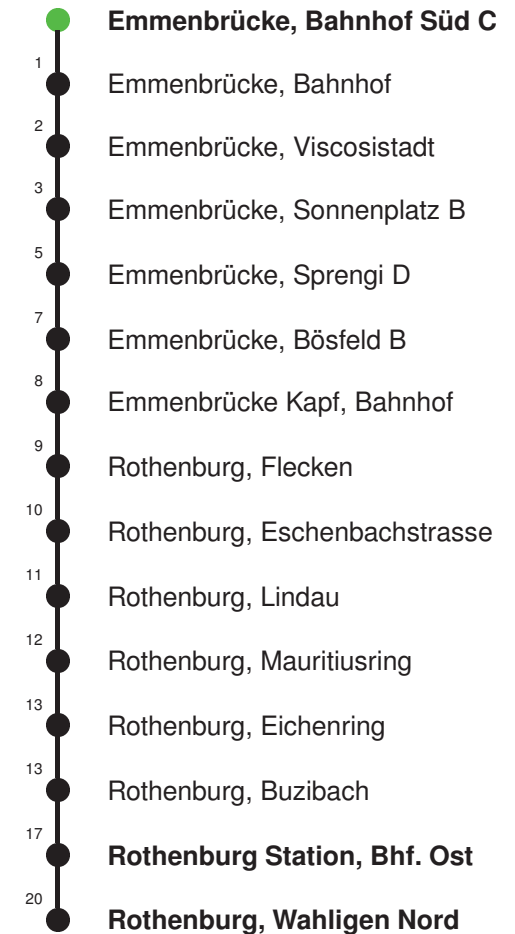 Emmenbrücke, Bahnhof Süd C
1
Emmenbrücke, Bahnhof
2
Emmenbrücke, Viscosistadt
3
Emmenbrücke, Sonnenplatz B
5
Emmenbrücke, Sprengi D
7
Emmenbrücke, Bösfeld B
8
Emmenbrücke Kapf, Bahnhof
9
Rothenburg, Flecken
10
Rothenburg, Eschenbachstrasse
11
Rothenburg, Lindau
12
Rothenburg, Mauritiusring
13
Rothenburg, Eichenring
13
Rothenburg, Buzibach
17
Rothenburg Station, Bhf. Ost
20
Rothenburg, Wahligen Nord